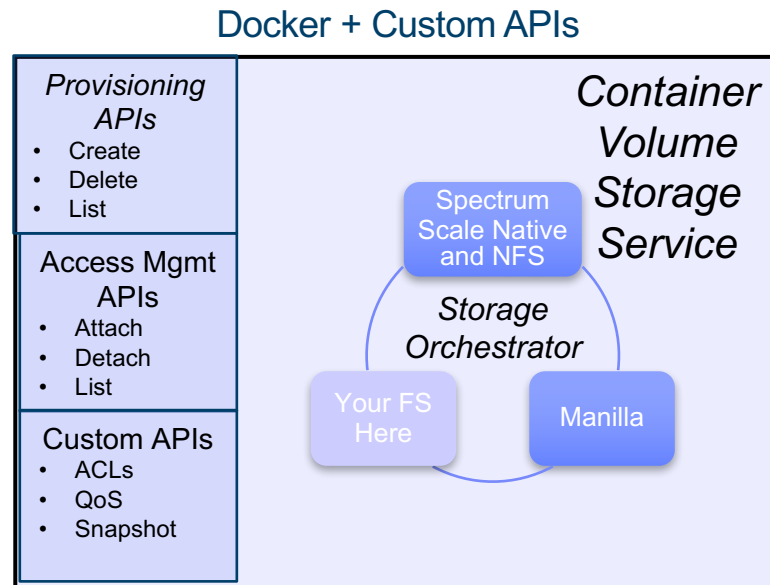 Docker + Custom APIs
Provisioning
APIs
• Create
• Delete
• List
Access Mgmt
APIs
• Attach
• Detach
• List
Custom APIs
• ACLs
• QoS
• Snapshot
Container
Volume
Storage
Service
Spectrum
Scale Native
and NFS
Storage
Orchestrator
Your FS
Here
Manilla